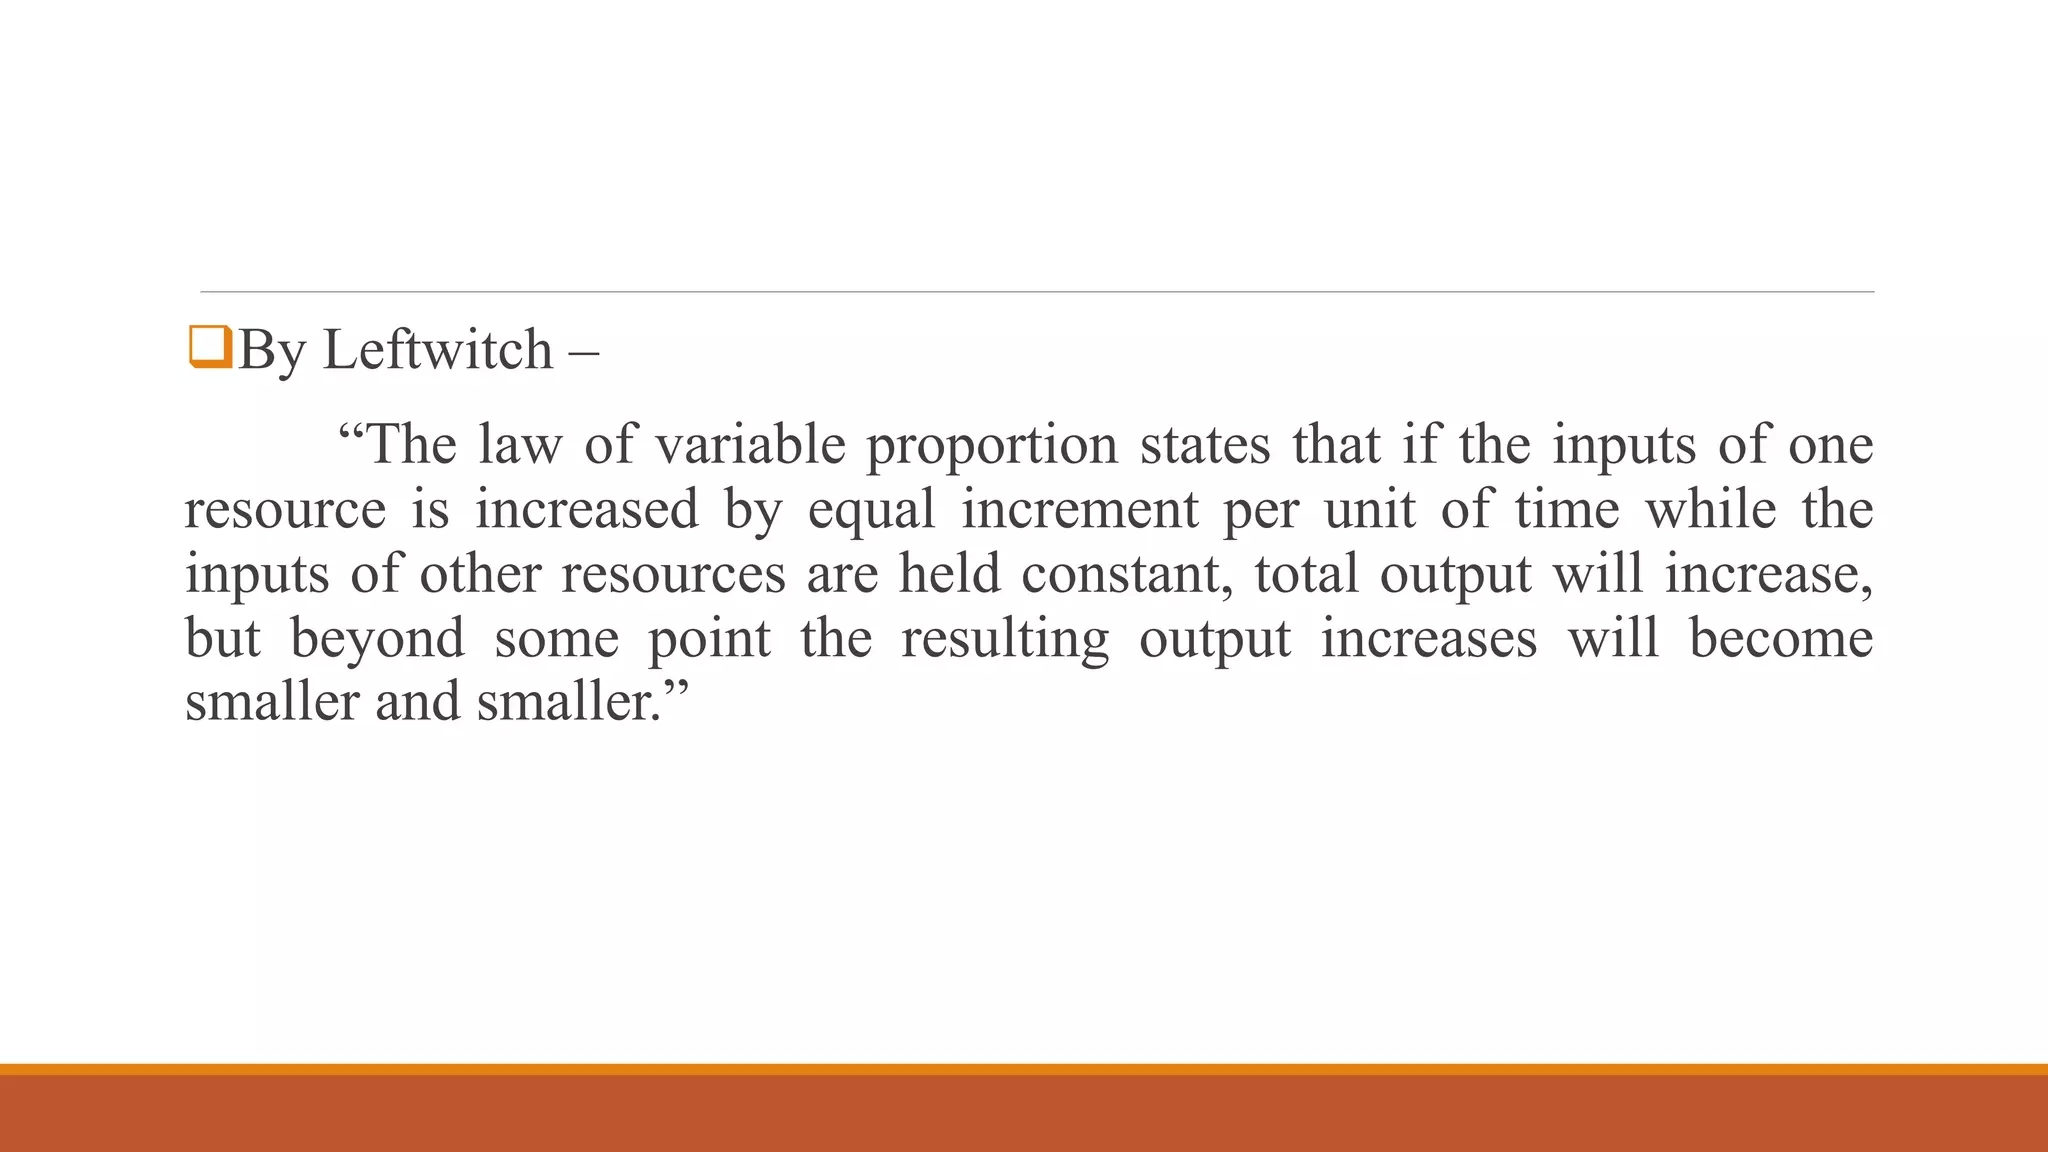 By Leftwitch –
“The law of variable proportion states that if the inputs of one
resource is increased by equal increment per unit of time while the
inputs of other resources are held constant, total output will increase,
but beyond some point the resulting output increases will become
smaller and smaller.”